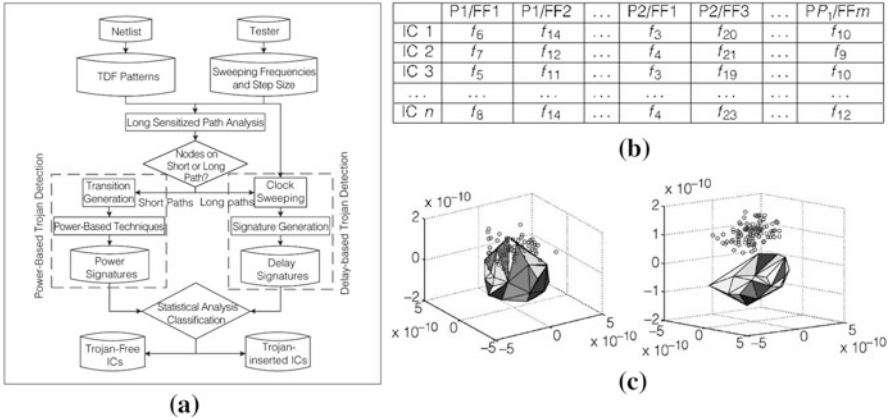 Netlist
Tester
TDF Patterns
Sweeping Frequencies
and Step Size
Long Sensitized Path Analysis
Nodes on
Short or Long
Path?
Power-Based Trojan Detection
Transition
Generation
Short Paths
Long paths
Clock
Sweeping
Delay-based Trojan Detection
Power-Based Techniques
Signature Generation
Power
Signatures
Delay
Signatures
Statistical Analysis
Classification
Trojan-Free
ICs
Trojan-
inserted ICs
(a)
P1/FF1 P1/FF2 ... P2/FF1 P2/FF3 ... PP1/FFm
IC 1 f6 f14 ... f3 f20 ... f10
IC 2 f7 f12 ... f4 f21 ... f9
IC 3 f5 f11 ... f3 f19 ... f10
... ... ... ... ... ... ... ...
IC n f8 f14 ... f4 f23 ... f12
(b)
x 10-10
2
0
-2
5
0
-5
-5
0
5
x 10-10
x 10-10
x 10-10
2
1
0
-1
-2
5
0
-5
-5
0
5
x 10-10
x 10-10
(c)